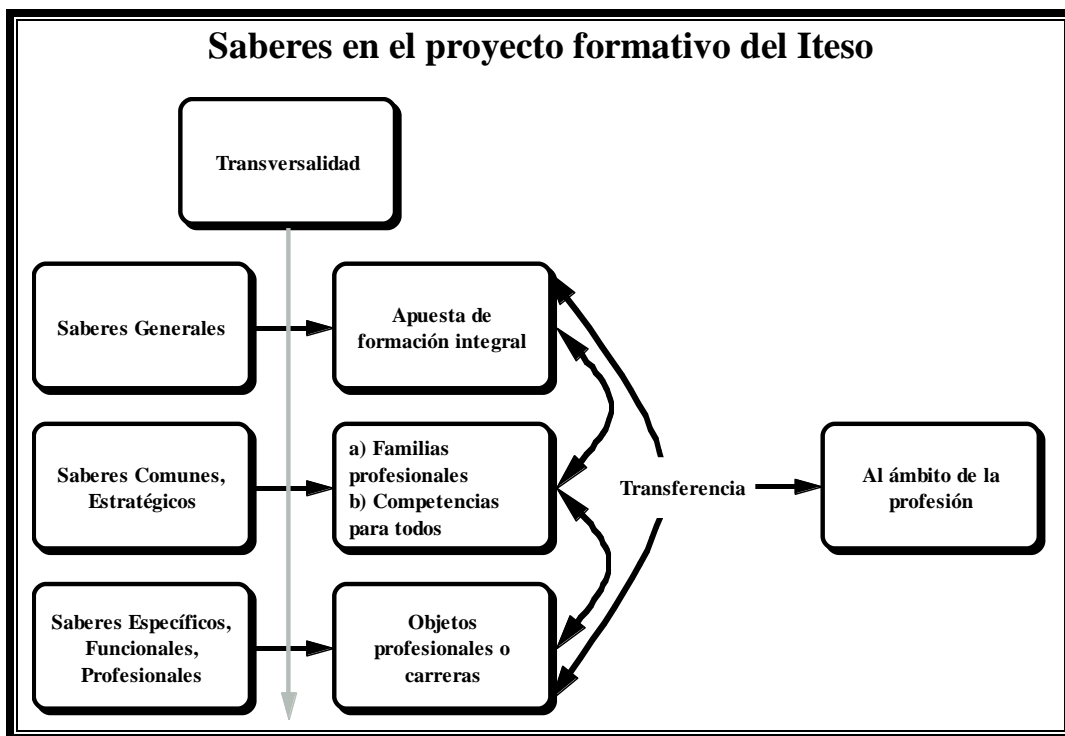 Saberes en el proyecto formativo del Iteso
Transversalidad
Saberes Generales
Apuesta de
formación integral
Saberes Comunes,
Estratégicos
a) Familias
profesionales
b) Competencias
para todos
Transferencia
Al ámbito de la
profesión
Saberes Específicos,
Funcionales,
Profesionales
Objetos
profesionales o
carreras